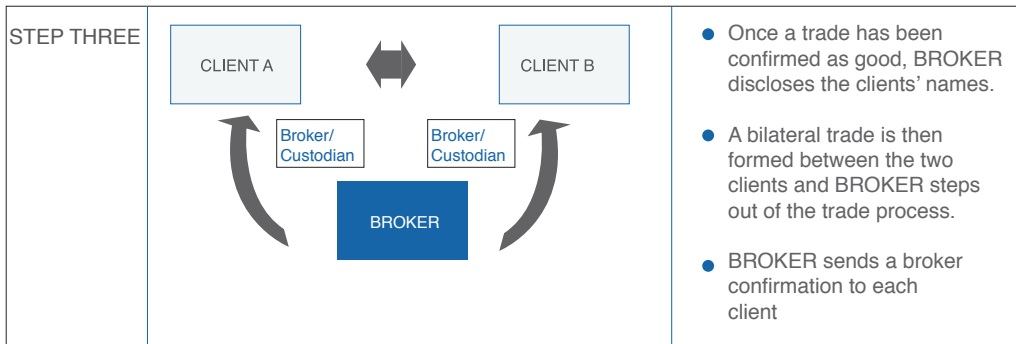 STEP THREE
CLIENT A
CLIENT B
Broker/
Custodian
Broker/
Custodian
BROKER
Once a trade has been
confirmed as good, BROKER
discloses the clients’ names.
A bilateral trade is then
formed between the two
clients and BROKER steps
out of the trade process.
BROKER sends a broker
confirmation to each
client